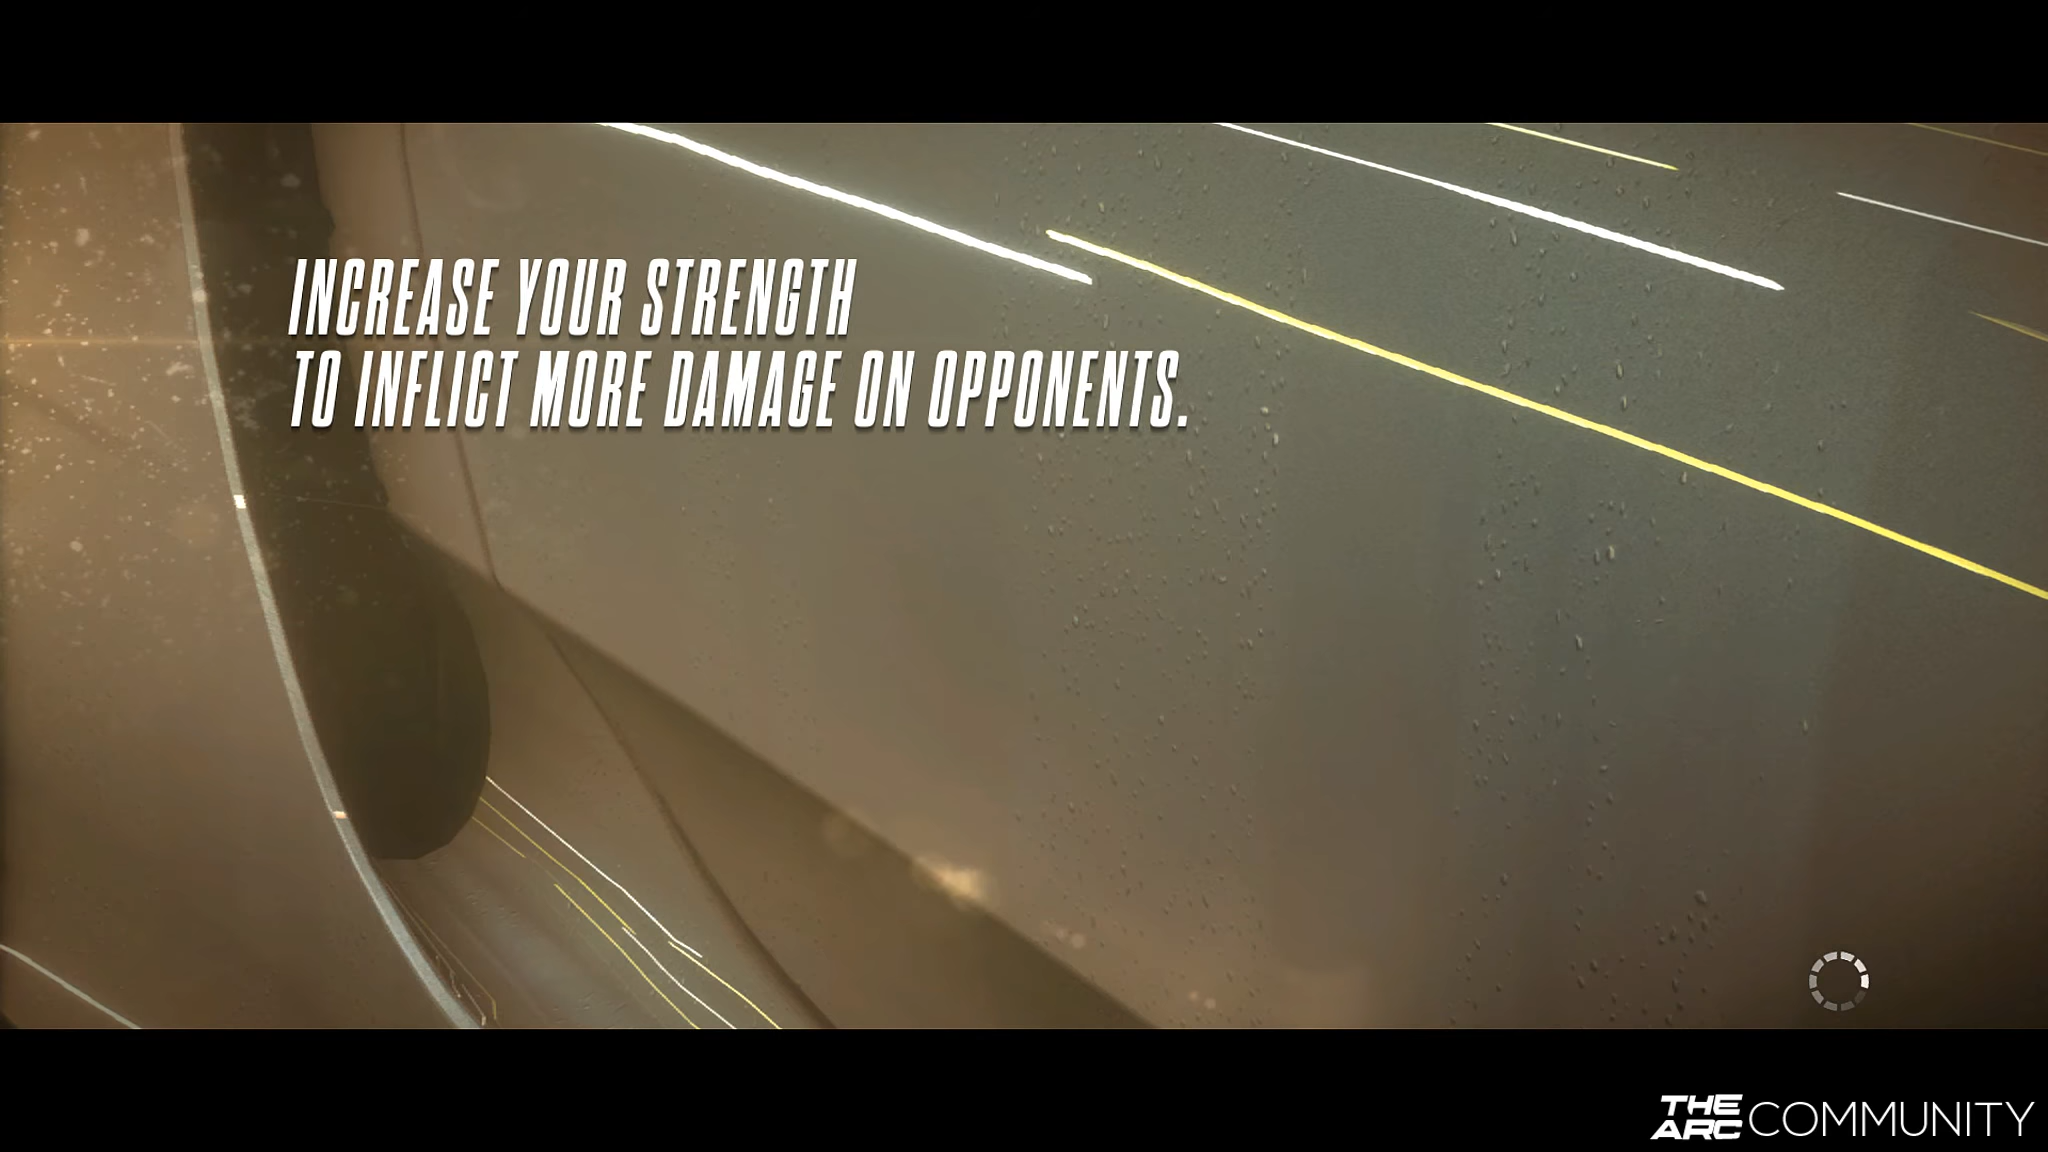 INCREASE YOUR STRENGTH
TO INFLICT MORE DAMAGE ON OPPONENTS.
THE
ARC COMMUNITY